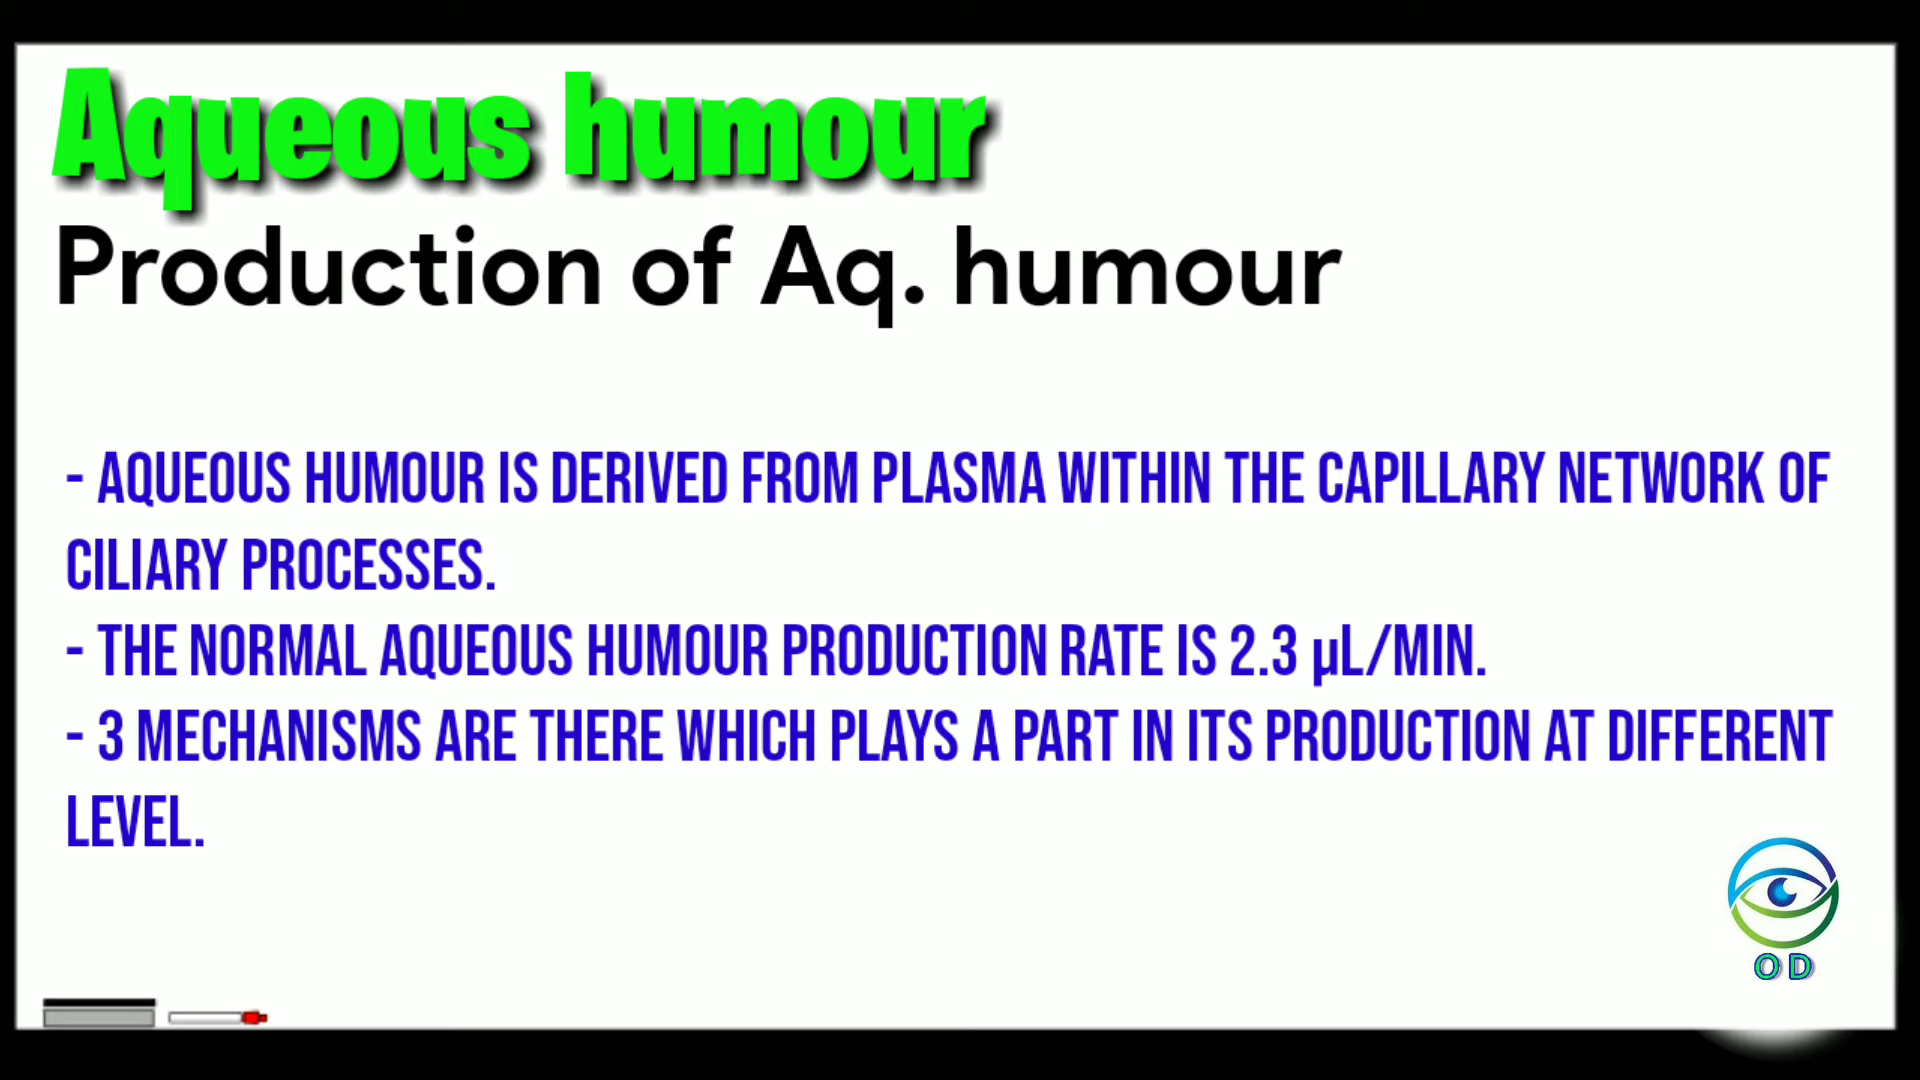 Aqueous humour
Production of Aq. humour
- AQUEOUS HUMOUR IS DERIVED FROM PLASMA WITHIN THE CAPILLARY NETWORK OF
CILIARY PROCESSES.
- THE NORMAL AQUEOUS HUMOUR PRODUCTION RATE IS 2.3 µL/MIN.
- 3 MECHANISMS ARE THERE WHICH PLAYS A PART IN ITS PRODUCTION AT DIFFERENT
LEVEL.
O D